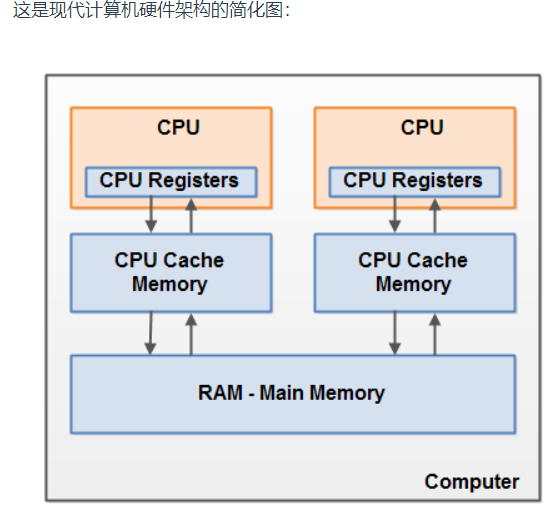 这是现代计算机硬件架构的简化图：
CPU
CPU
CPU Registers
CPU Registers
CPU Cache
Memory
CPU Cache
Memory
RAM - Main Memory
Computer